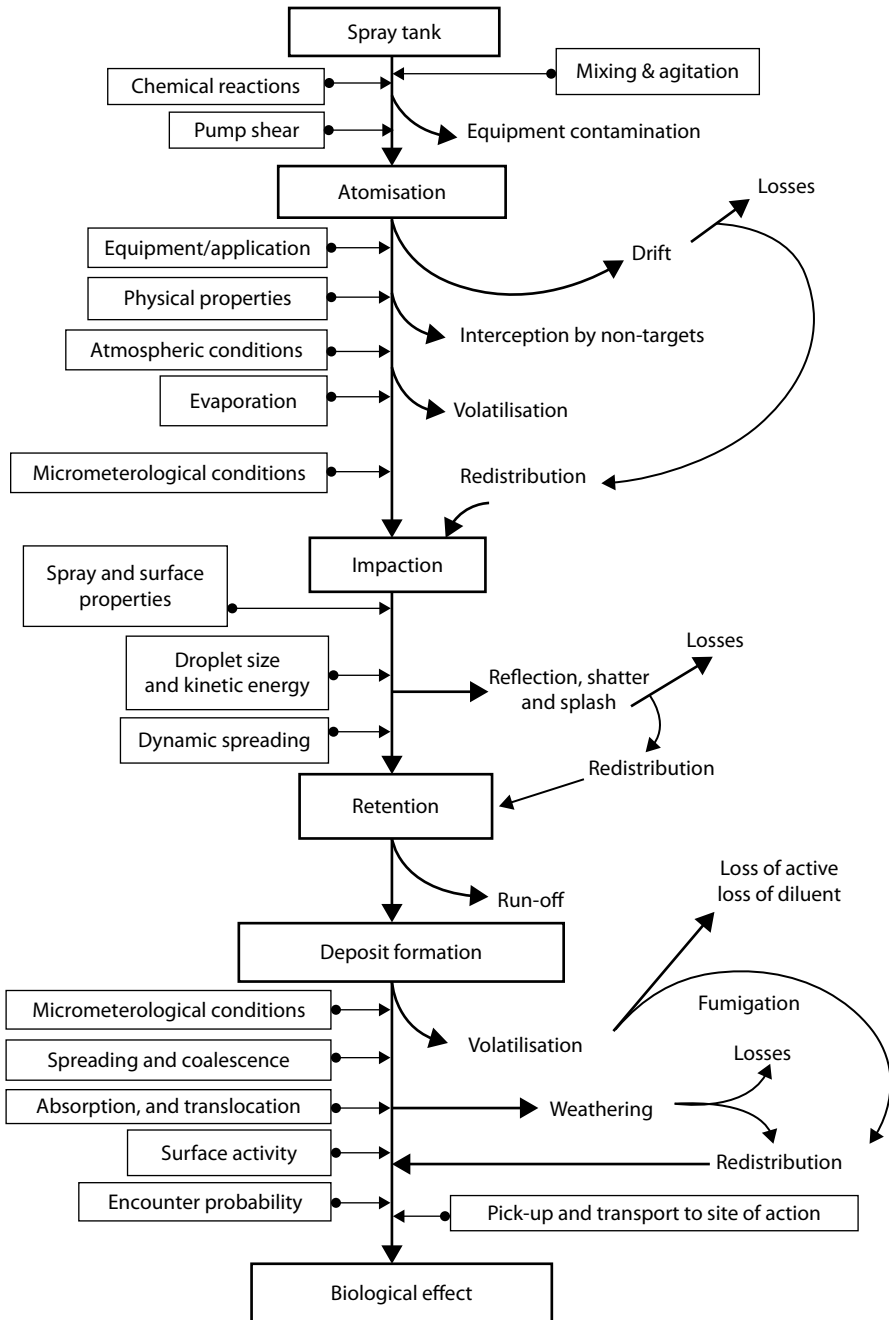 Spray tank
Mixing & agitation
Chemical reactions
Pump shear
Equipment contamination
Atomisation
Losses
Equipment/application
Drift
Physical properties
Interception by non-targets
Atmospheric conditions
Evaporation
Volatilisation
Micrometerological conditions
Redistribution
Impaction
Spray and surface
properties
Losses
Droplet size
and kinetic energy
Reflection, shatter
and splash
Dynamic spreading
Redistribution
Retention
Loss of active
loss of diluent
Run-off
Deposit formation
Micrometerological conditions
Fumigation
Volatilisation
Spreading and coalescence
Losses
Absorption, and translocation
Weathering
Surface activity
Redistribution
Encounter probability
Pick-up and transport to site of action
Biological effect